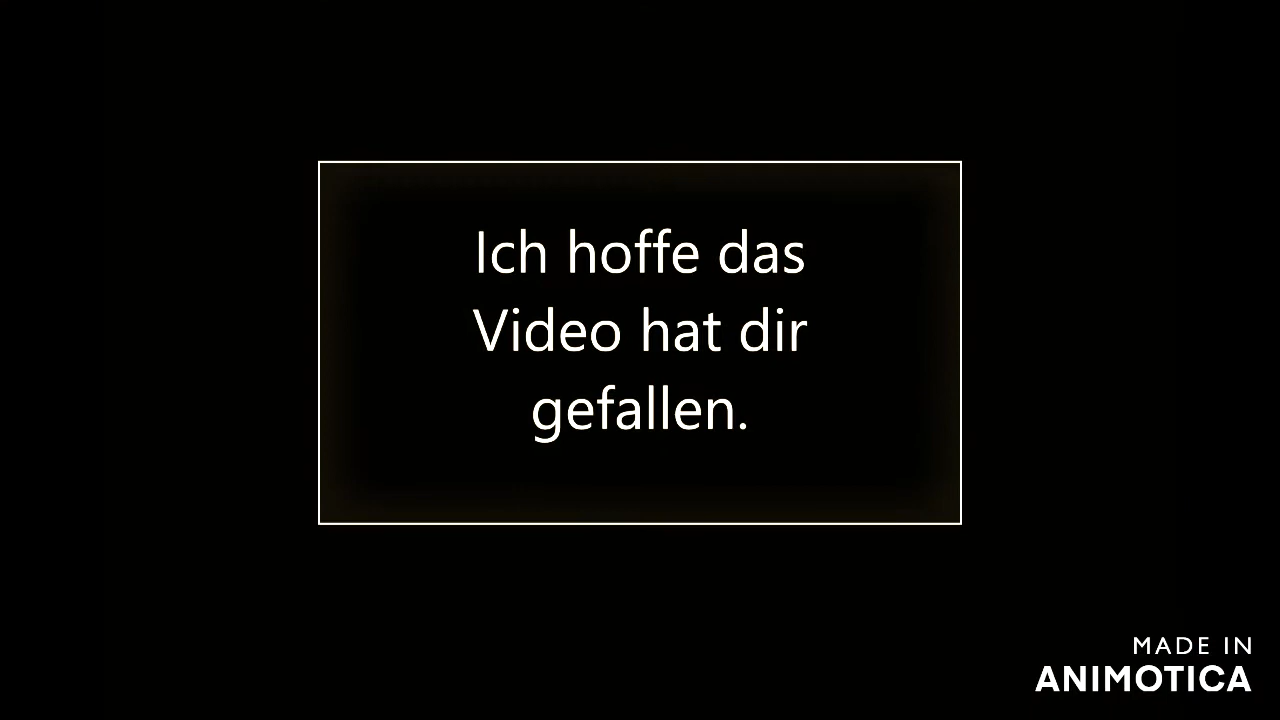 Ich hoffe das
Video hat dir
gefallen.
MADE IN
ANIMOTICA